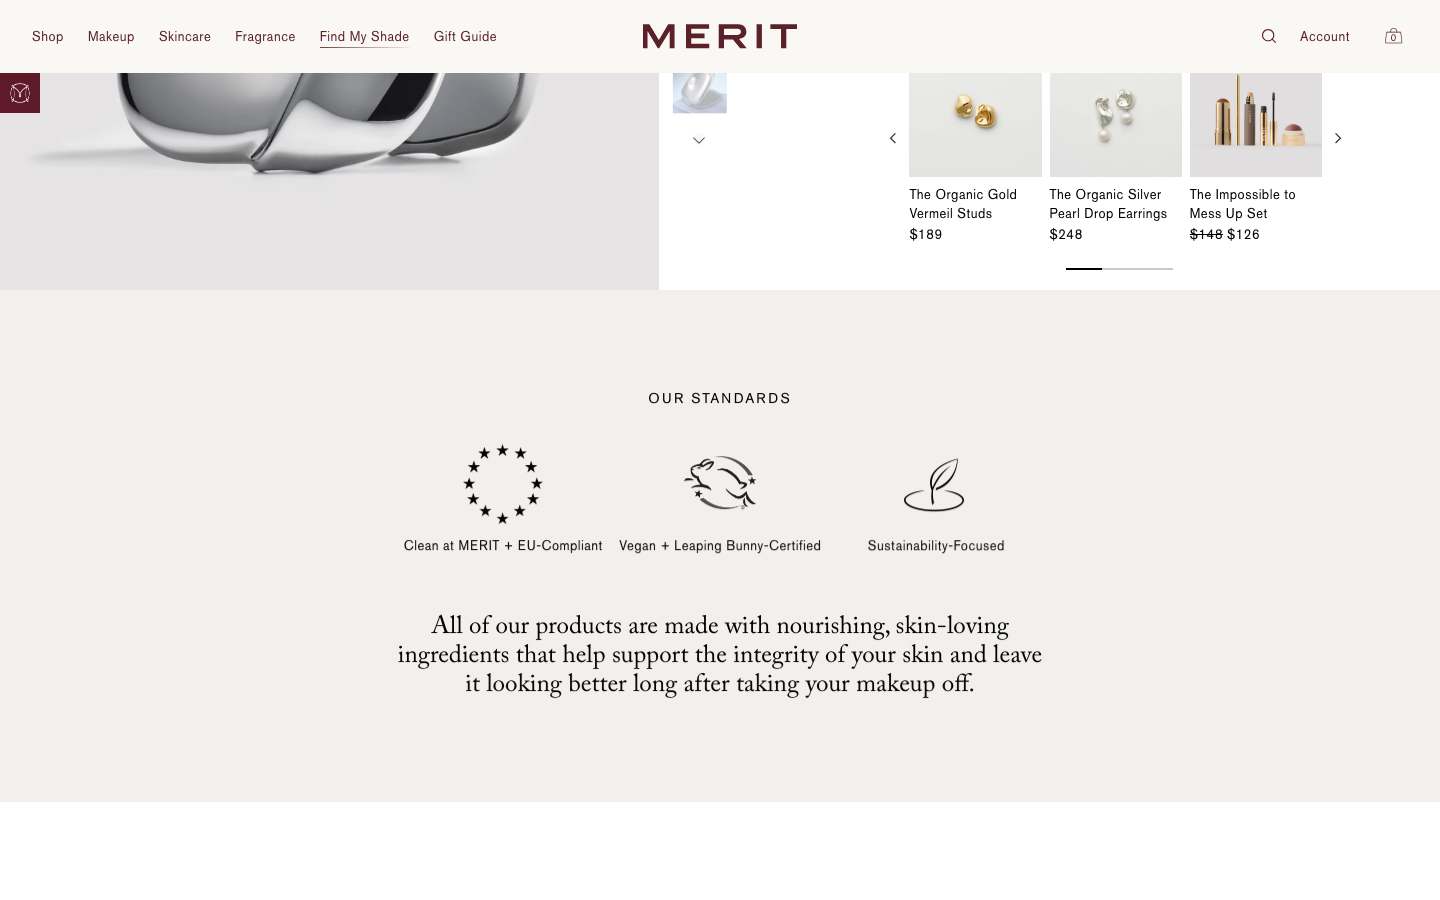 Shop
Makeup
Skincare
Fragrance
Find My Shade
Gift Guide
MERIT
Account
0
The Organic Gold
Vermeil Studs
$189
The Organic Silver
Pearl Drop Earrings
$248
The Impossible to
Mess Up Set
$148 $126
OUR STANDARDS
Clean at MERIT + EU-Compliant
Vegan + Leaping Bunny-Certified
Sustainability-Focused
All of our products are made with nourishing, skin-loving
ingredients that help support the integrity of your skin and leave
it looking better long after taking your makeup off.